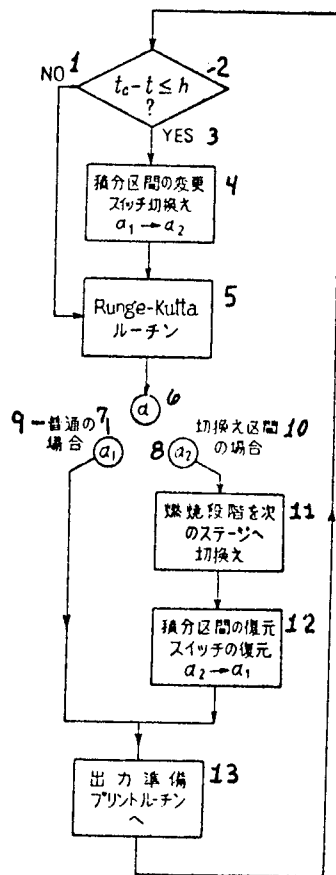 NO 1
2
t_c - t ≤ h
?
YES 3
4
積分区間の変更
スイッチ切換え
a₁ → a₂
5
Runge-Kutta
ルーチン
a 6
9 普通の 7
場合
a₁
切換え区間 10
の場合
8 a₂
11
燃焼段階を次
のステージへ
切換え
12
積分区間の復元
スイッチの復元
a₂ → a₁
13
出力準備
プリントルーチン
へ